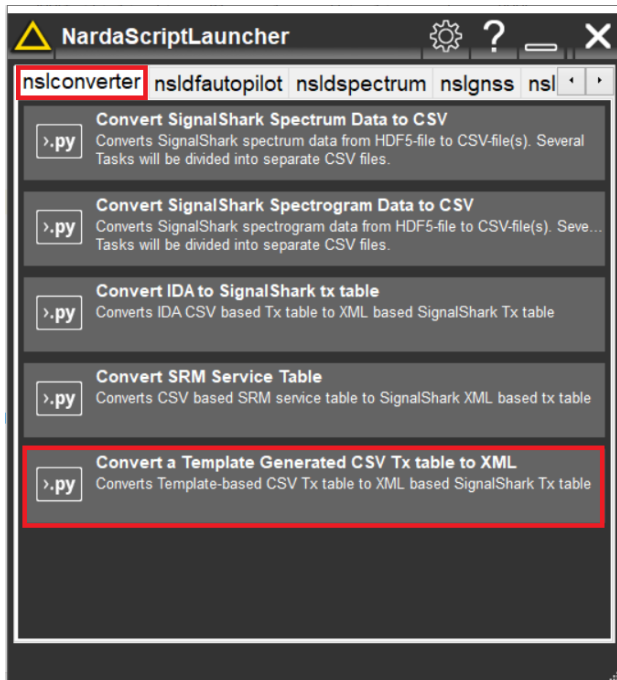 NardaScriptLauncher
?
nslconverter nsldfautopilot nsldspectrum nslgnss nsl
Convert SignalShark Spectrum Data to CSV
>.py Converts SignalShark spectrum data from HDF5-file to CSV-file(s). Several
Tasks will be divided into separate CSV files.
Convert SignalShark Spectrogram Data to CSV
>.py Converts SignalShark spectrogram data from HDF5-file to CSV-file(s). Seve...
Tasks will be divided into separate CSV files.
Convert IDA to SignalShark tx table
>.py Converts IDA CSV based Tx table to XML based SignalShark Tx table
Convert SRM Service Table
>.py Converts CSV based SRM service table to SignalShark XML based tx table
Convert a Template Generated CSV Tx table to XML
>.py Converts Template-based CSV Tx table to XML based SignalShark Tx table